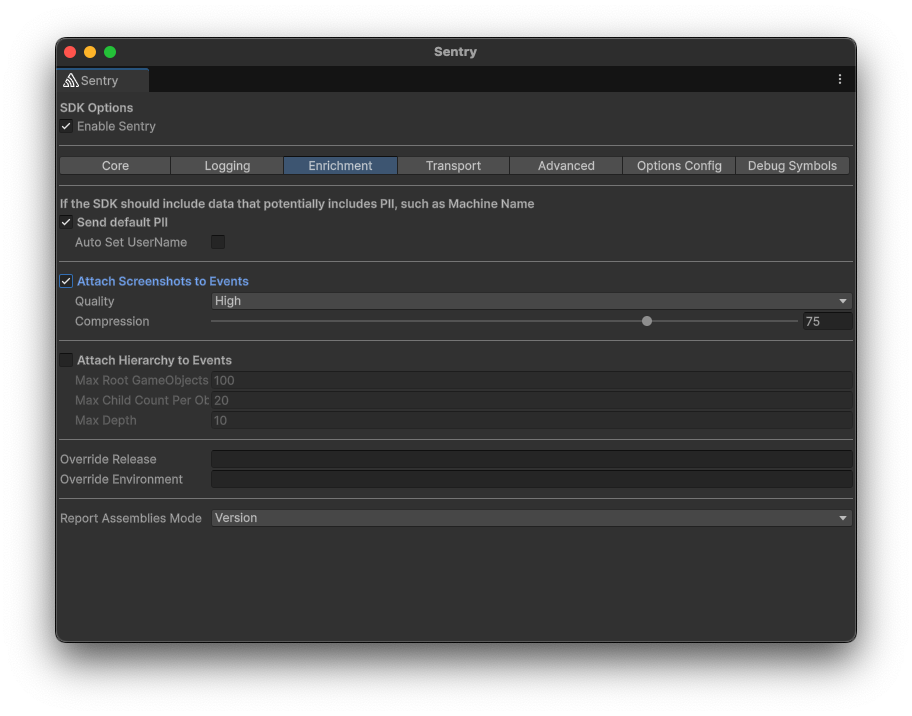 Sentry
Sentry
SDK Options
Enable Sentry
Core Logging Enrichment Transport Advanced Options Config Debug Symbols
If the SDK should include data that potentially includes PII, such as Machine Name
Send default PII
Auto Set UserName
Attach Screenshots to Events
Quality High
Compression 75
Attach Hierarchy to Events
Max Root GameObjects 100
Max Child Count Per Ob 20
Max Depth 10
Override Release
Override Environment
Report Assemblies Mode Version